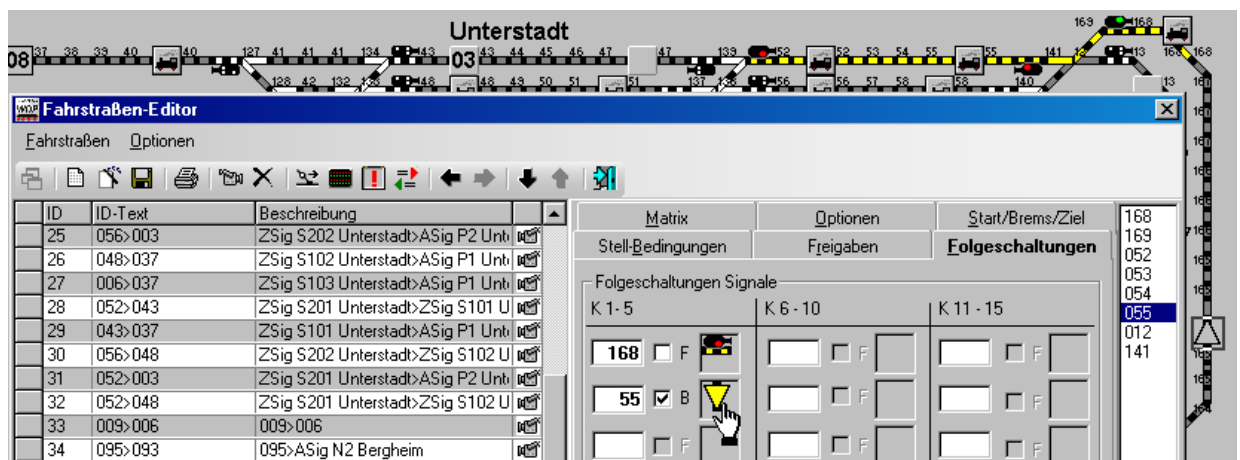 Unterstadt
163 168
08 37 38 39 40 40 127 41 41 41 134 43 03 43 44 45 46 47 47 139 52 52 53 54 55 55 141 13 168
128 42 132 48 48 49 50 51 51 137 56 56 57 58 58 140 13
Fahrstraßen-Editor
Fahrstraßen Optionen
ID ID-Text Beschreibung
25 056>003 ZSig S202 Unterstadt>ASig P2 Unt
26 048>037 ZSig S102 Unterstadt>ASig P1 Unt
27 006>037 ZSig S103 Unterstadt>ASig P1 Unt
28 052>043 ZSig S201 Unterstadt>ZSig S101 U
29 043>037 ZSig S101 Unterstadt>ASig P1 Unt
30 056>048 ZSig S202 Unterstadt>ZSig S102 U
31 052>003 ZSig S201 Unterstadt>ASig P2 Unt
32 052>048 ZSig S201 Unterstadt>ZSig S102 U
33 009>006 009>006
34 095>093 095>ASig N2 Bergheim
Matrix Optionen Start/Brems/Ziel
Stell-Bedingungen Freigaben Folgeschaltungen
Folgeschaltungen Signale
K 1 - 5 K 6 - 10 K 11 - 15
168 F F F
55 B F F
F F F
168
169
052
053
054
055
012
141